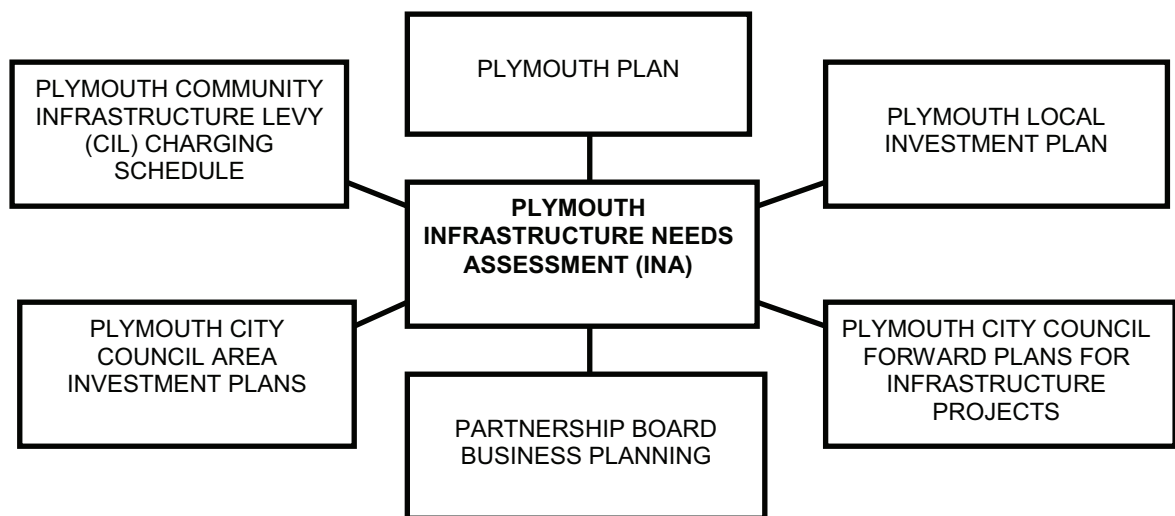 PLYMOUTH PLAN
PLYMOUTH COMMUNITY
INFRASTRUCTURE LEVY
(CIL) CHARGING
SCHEDULE
PLYMOUTH LOCAL
INVESTMENT PLAN
PLYMOUTH
INFRASTRUCTURE NEEDS
ASSESSMENT (INA)
PLYMOUTH CITY
COUNCIL AREA
INVESTMENT PLANS
PLYMOUTH CITY COUNCIL
FORWARD PLANS FOR
INFRASTRUCTURE
PROJECTS
PARTNERSHIP BOARD
BUSINESS PLANNING